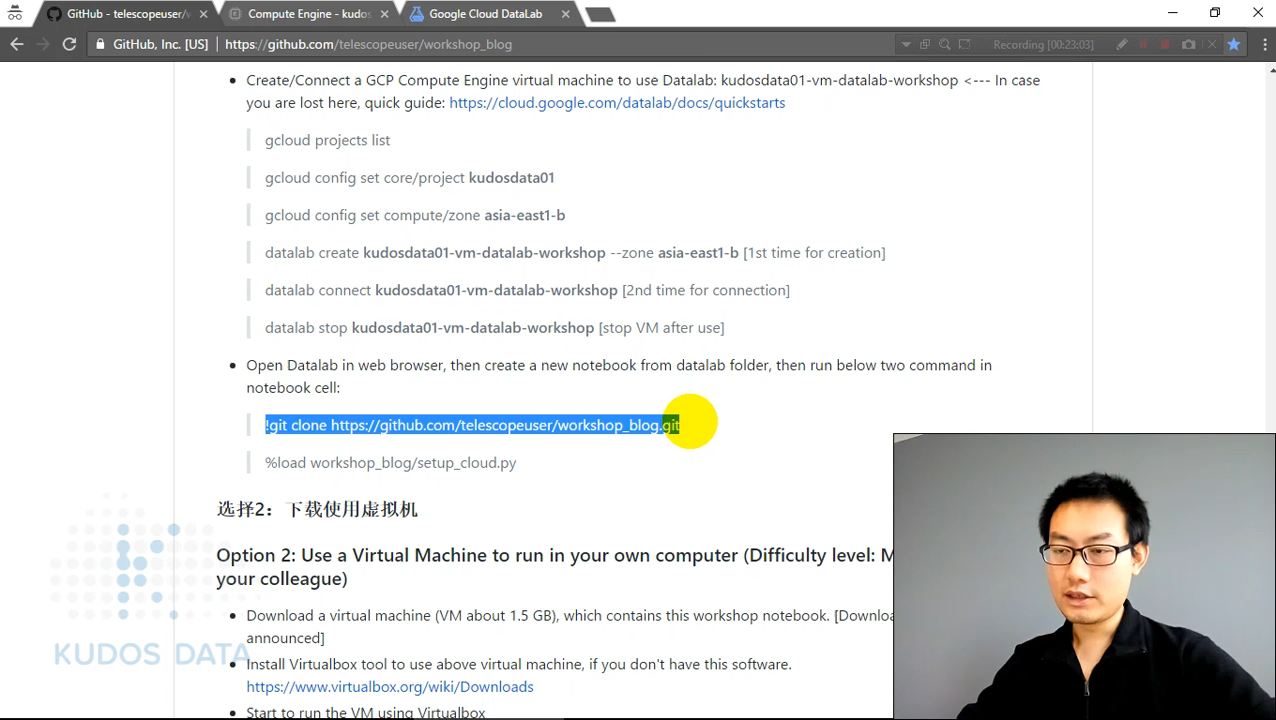 GitHub - telescopeuser/w
Compute Engine - kudos
Google Cloud DataLab
GitHub, Inc. [US]
https://github.com/telescopeuser/workshop_blog
Recording [00:23:03]
Create/Connect a GCP Compute Engine virtual machine to use Datalab: kudosdata01-vm-datalab-workshop <--- In case
you are lost here, quick guide: https://cloud.google.com/datalab/docs/quickstarts
gcloud projects list
gcloud config set core/project kudosdata01
gcloud config set compute/zone asia-east1-b
datalab create kudosdata01-vm-datalab-workshop --zone asia-east1-b [1st time for creation]
datalab connect kudosdata01-vm-datalab-workshop [2nd time for connection]
datalab stop kudosdata01-vm-datalab-workshop [stop VM after use]
Open Datalab in web browser, then create a new notebook from datalab folder, then run below two command in
notebook cell:
!git clone https://github.com/telescopeuser/workshop_blog.git
%load workshop_blog/setup_cloud.py
选择2：下载使用虚拟机
Option 2: Use a Virtual Machine to run in your own computer (Difficulty level: M
your colleague)
Download a virtual machine (VM about 1.5 GB), which contains this workshop notebook. [Downloa
announced]
Install Virtualbox tool to use above virtual machine, if you don't have this software.
https://www.virtualbox.org/wiki/Downloads
Start to run the VM using Virtualbox
KUDOS DATA